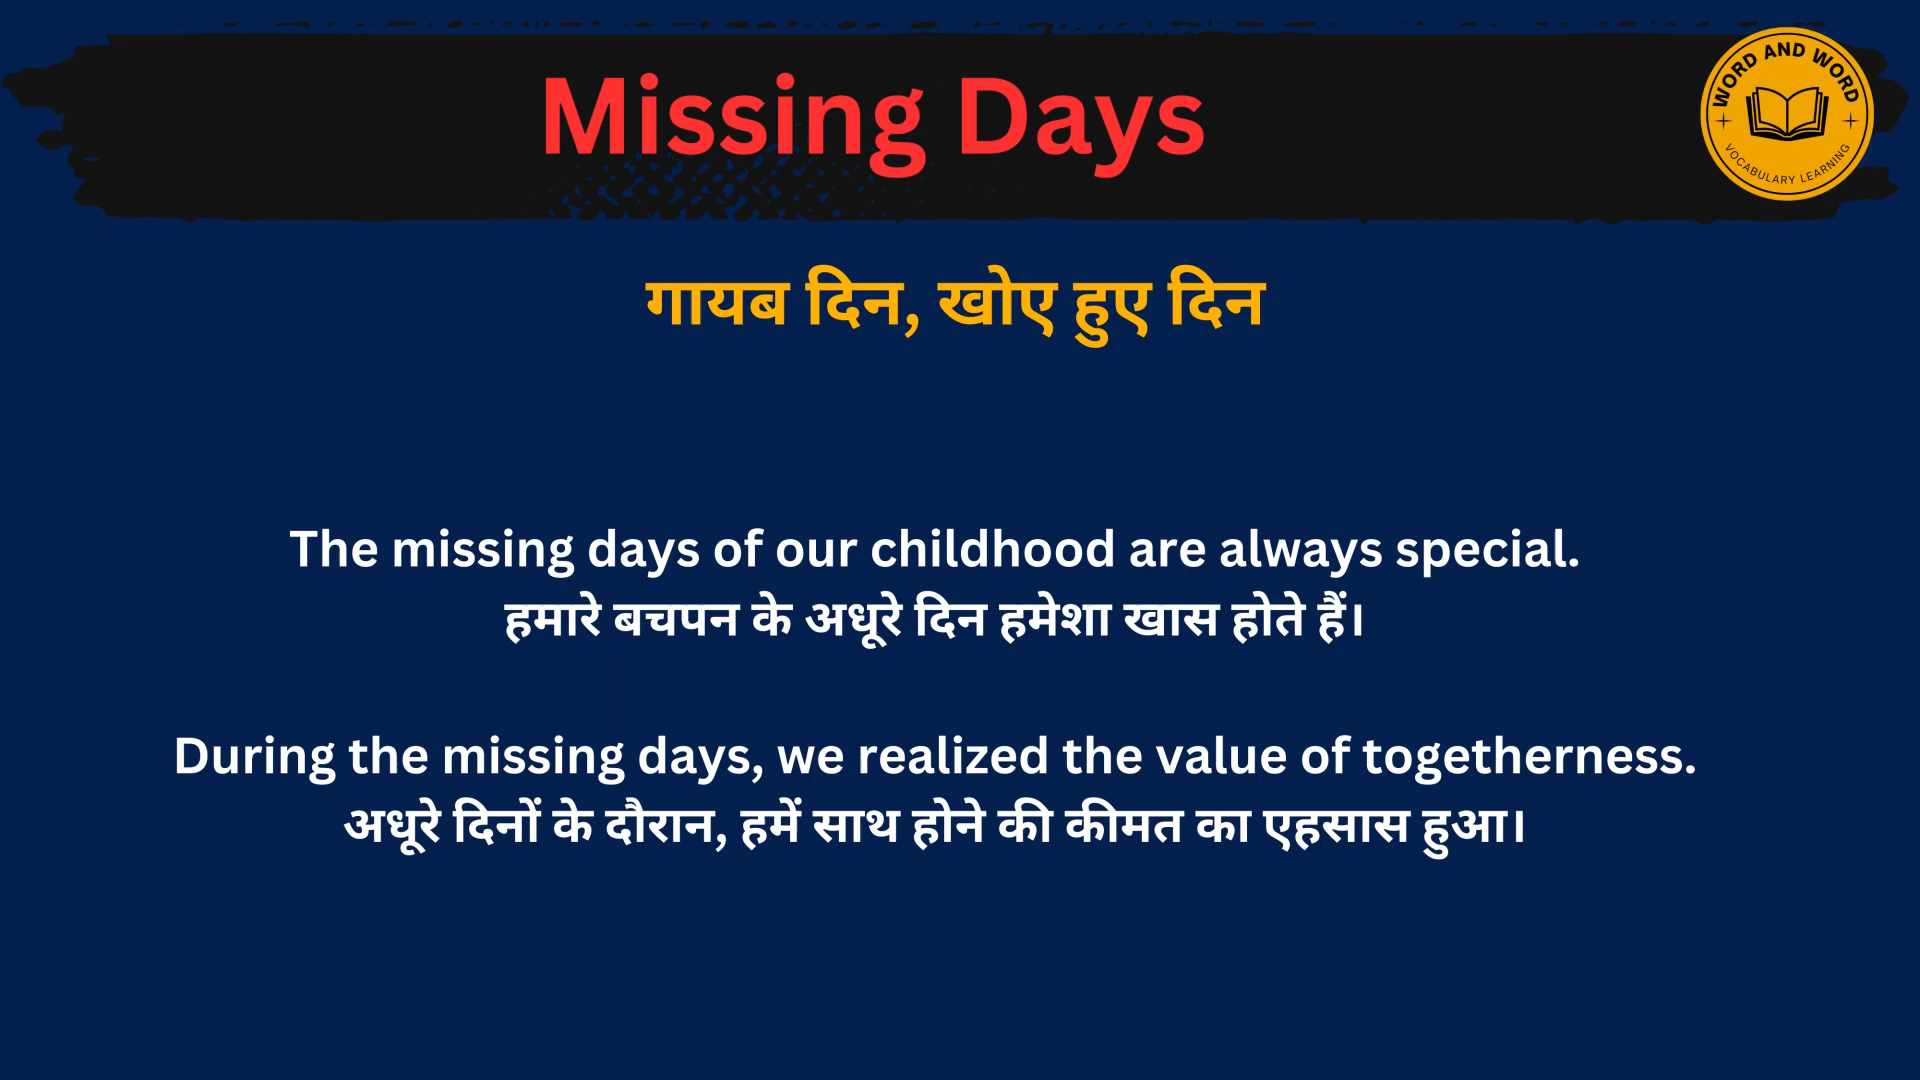 Missing Days
WORD AND WORD
VOCABULARY LEARNING
गायब दिन, खोए हुए दिन
The missing days of our childhood are always special.
हमारे बचपन के अधूरे दिन हमेशा खास होते हैं।
During the missing days, we realized the value of togetherness.
अधूरे दिनों के दौरान, हमें साथ होने की कीमत का एहसास हुआ।